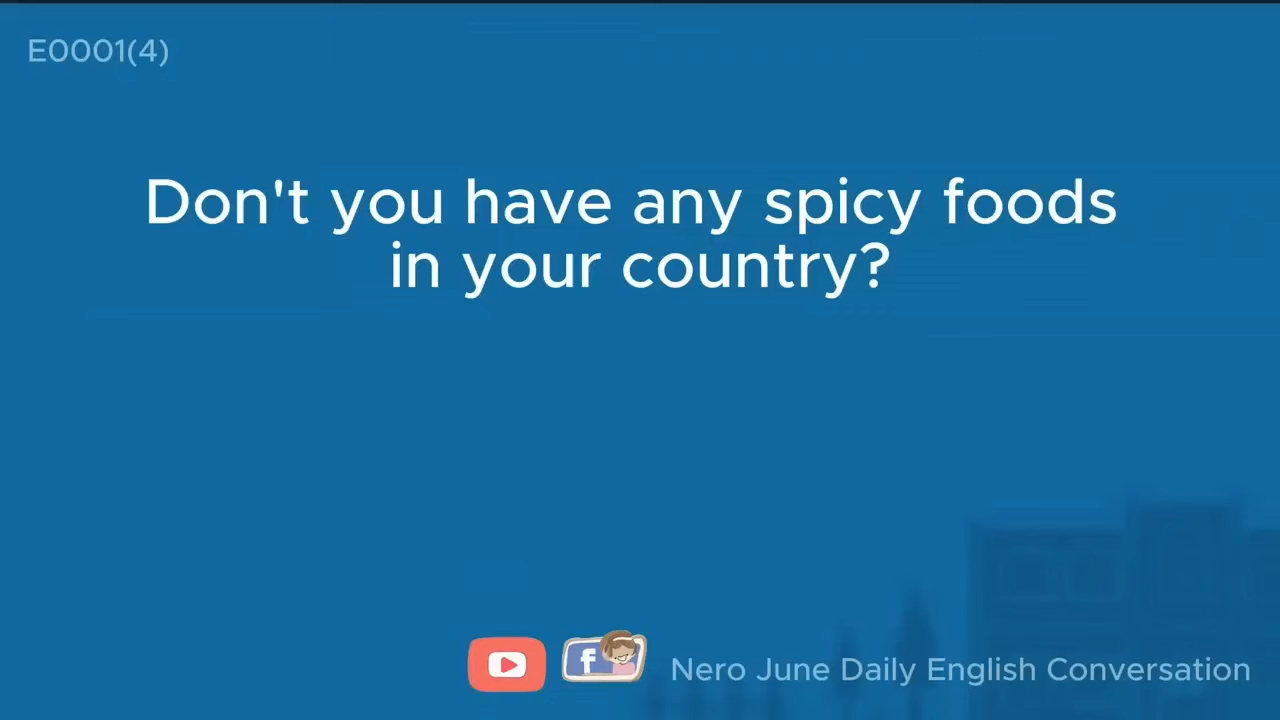 E0001(4)
Don't you have any spicy foods
in your country?
f
Nero June Daily English Conversation